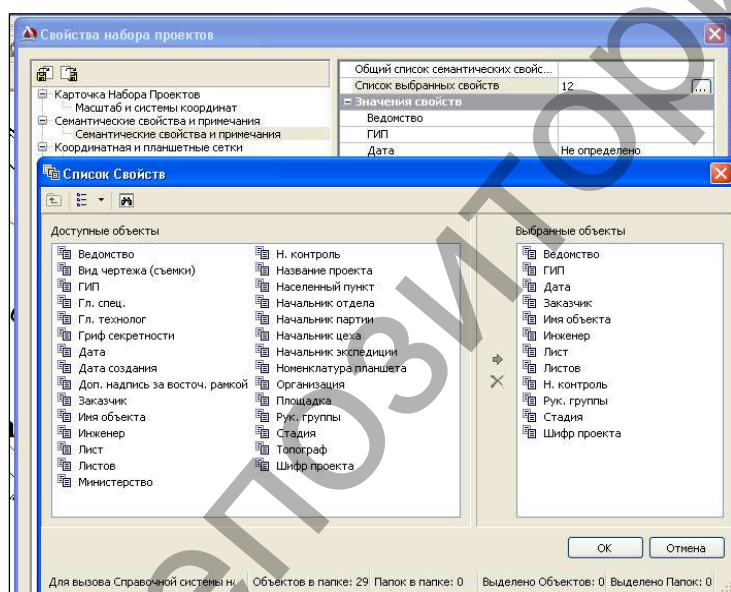 Свойства набора проектов
Карточка Набора Проектов
Масштаб и системы координат
Семантические свойства и примечания
Семантические свойства и примечания
Координатная и планшетные сетки
Общий список семантических свойс...
Список выбранных свойств 12 ...
Значения свойств
Ведомство
ГИП
Дата Не определено
Список Свойств
Доступные объекты
Ведомство
Вид чертежа (съемки)
ГИП
Гл. спец.
Гл. технолог
Гриф секретности
Дата
Дата создания
Доп. надпись за восточ. рамкой
Заказчик
Имя объекта
Инженер
Лист
Листов
Министерство
Н. контроль
Название проекта
Населенный пункт
Начальник отдела
Начальник партии
Начальник цеха
Начальник экспедиции
Номенклатура планшета
Организация
Площадка
Рук. группы
Стадия
Топограф
Шифр проекта
Выбранные объекты
Ведомство
ГИП
Дата
Заказчик
Имя объекта
Инженер
Лист
Листов
Н. контроль
Рук. группы
Стадия
Шифр проекта
ОК Отмена
Для вызова Справочной системы Объектов в папке: 29 Папок в папке: 0 Выделено Объектов: 0 Выделено Папок: 0